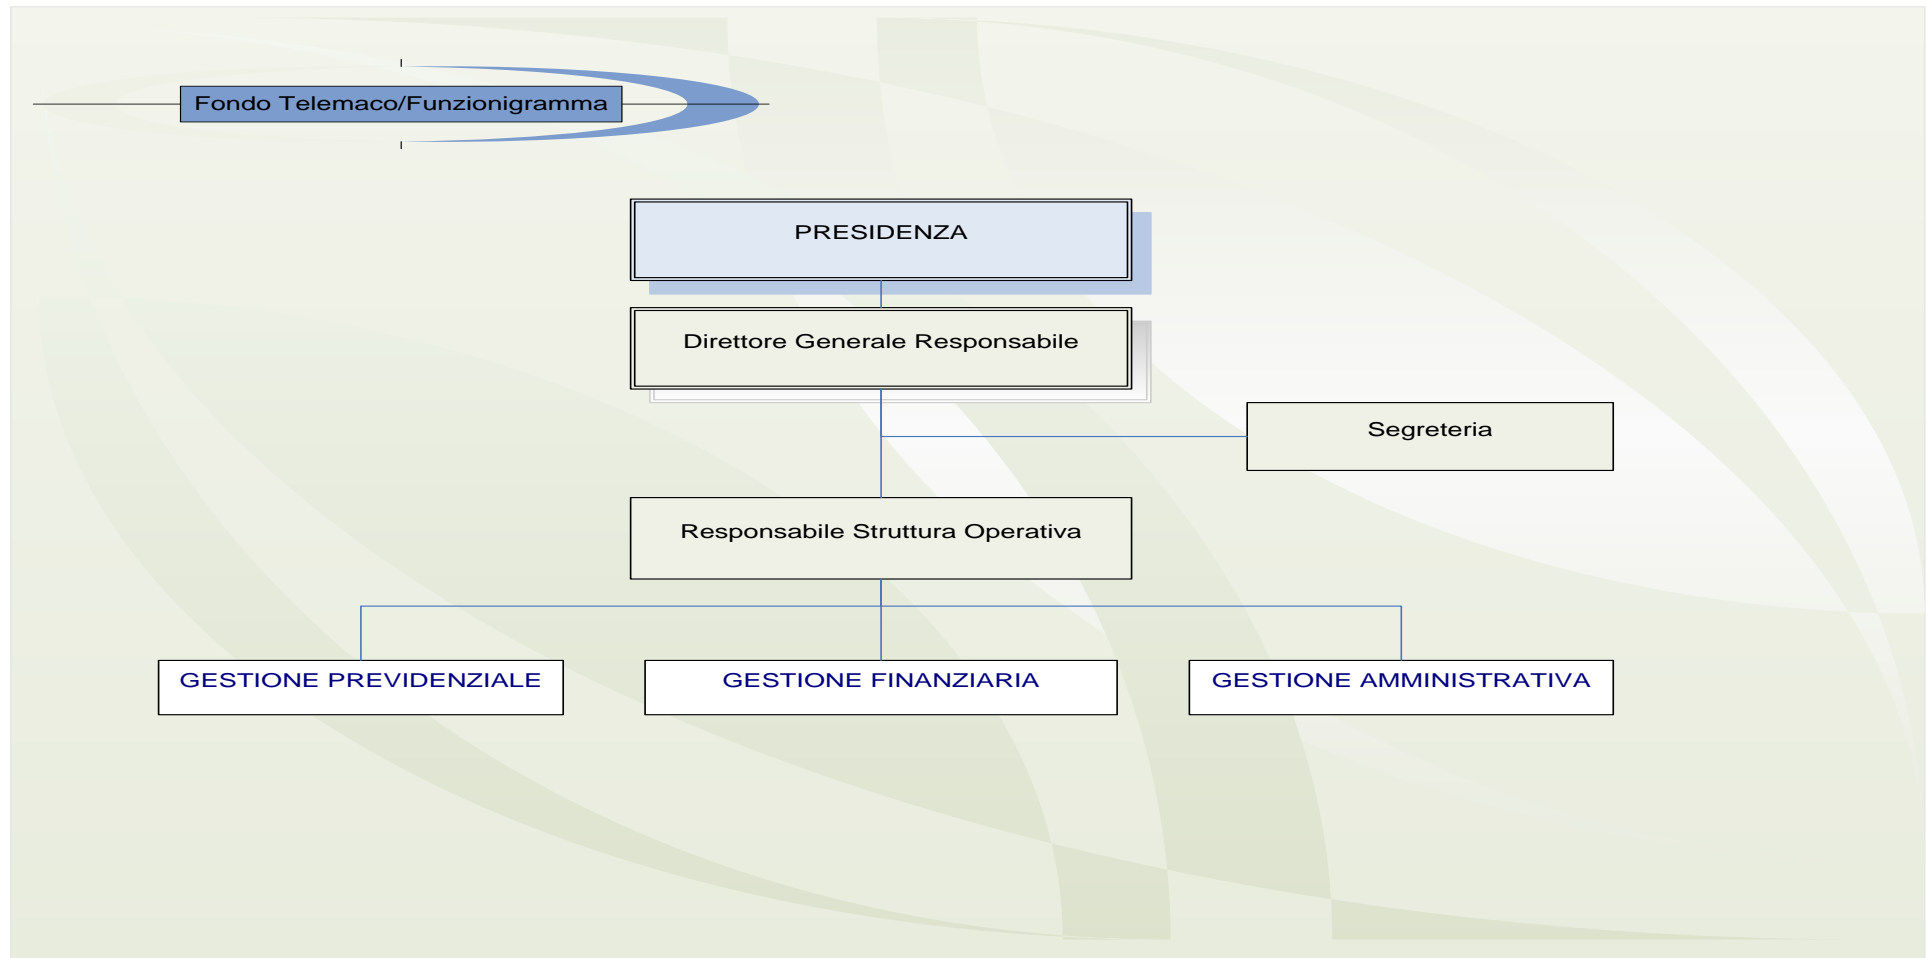 Fondo Telemaco/Funzionigramma
PRESIDENZA
Direttore Generale Responsabile
Segreteria
Responsabile Struttura Operativa
GESTIONE PREVIDENZIALE
GESTIONE FINANZIARIA
GESTIONE AMMINISTRATIVA